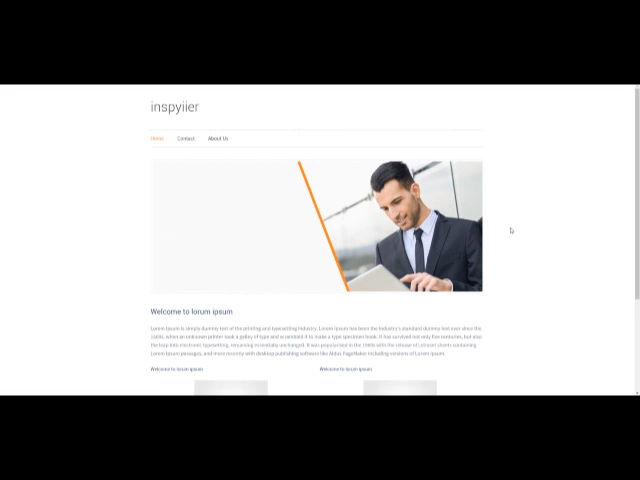 inspyiier
Home Contact About Us
Welcome to lorum ipsum
Lorem Ipsum is simply dummy text of the printing and typesetting industry. Lorem Ipsum has been the industry's standard dummy text ever since the
1500s, when an unknown printer took a galley of type and scrambled it to make a type specimen book. It has survived not only five centuries, but also
the leap into electronic typesetting, remaining essentially unchanged. It was popularised in the 1960s with the release of Letraset sheets containing
Lorem Ipsum passages, and more recently with desktop publishing software like Aldus PageMaker including versions of Lorem Ipsum.
Welcome to lorum ipsum Welcome to lorum ipsum